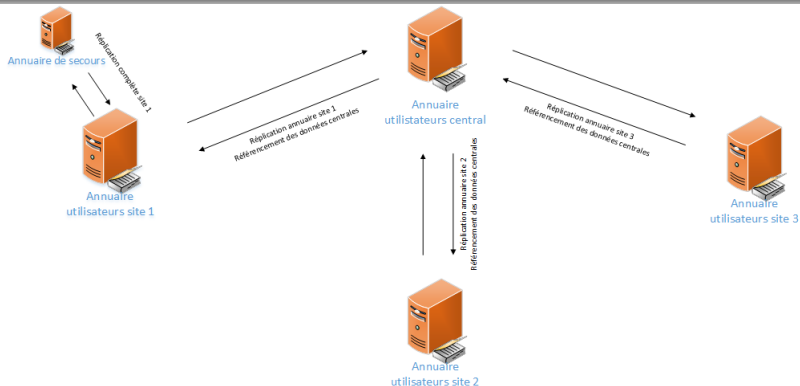 Annuaire de secours
Réplication complète site 1
Annuaire
utilisateurs site 1
Réplication annuaire site 1
Référencement des données centrales
Annuaire
utilistateurs central
Réplication annuaire site 3
Référencement des données centrales
Annuaire
utilisateurs site 3
Réplication annuaire site 2
Référencement des données centrales
Annuaire
utilisateurs site 2